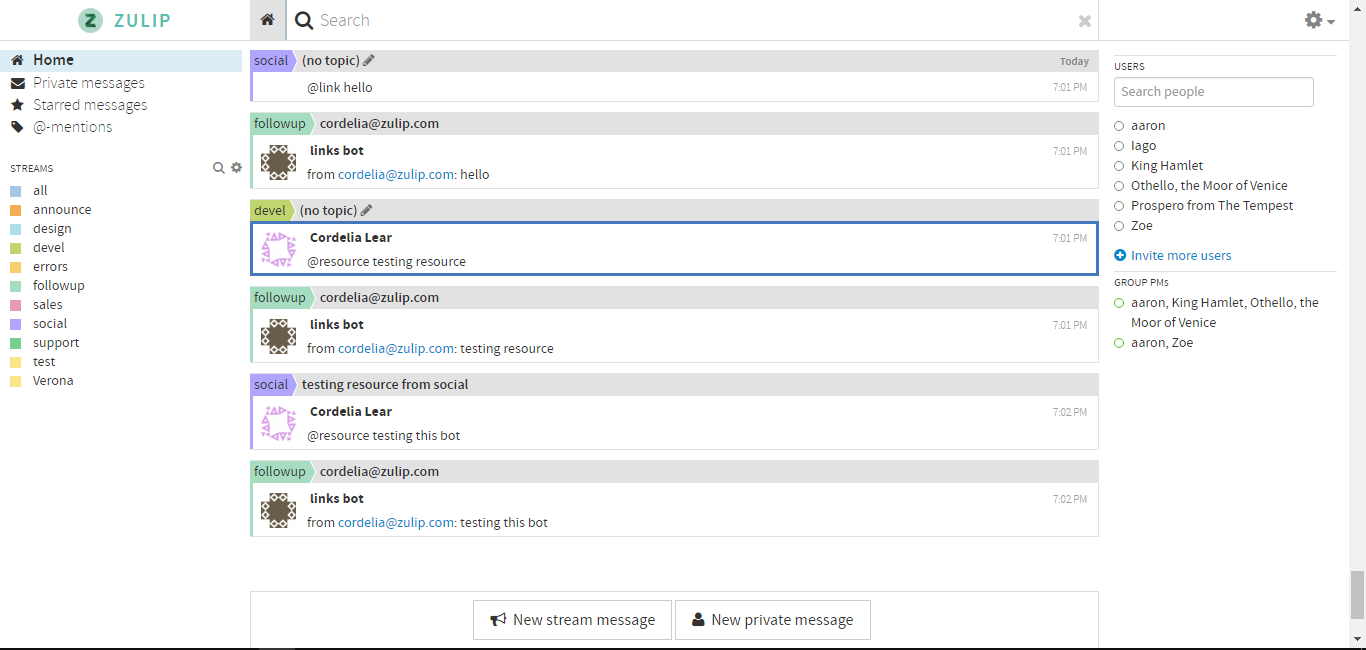 Z ZULIP
Search
Home
Private messages
Starred messages
@-mentions
STREAMS
all
announce
design
devel
errors
followup
sales
social
support
test
Verona
social (no topic) Today
@link hello 7:01 PM
followup cordelia@zulip.com
links bot 7:01 PM
from cordelia@zulip.com: hello
devel (no topic)
Cordelia Lear 7:01 PM
@resource testing resource
followup cordelia@zulip.com
links bot 7:01 PM
from cordelia@zulip.com: testing resource
social testing resource from social
Cordelia Lear 7:02 PM
@resource testing this bot
followup cordelia@zulip.com
links bot 7:02 PM
from cordelia@zulip.com: testing this bot
New stream message
New private message
USERS
Search people
aaron
Iago
King Hamlet
Othello, the Moor of Venice
Prospero from The Tempest
Zoe
Invite more users
GROUP PMs
aaron, King Hamlet, Othello, the
Moor of Venice
aaron, Zoe